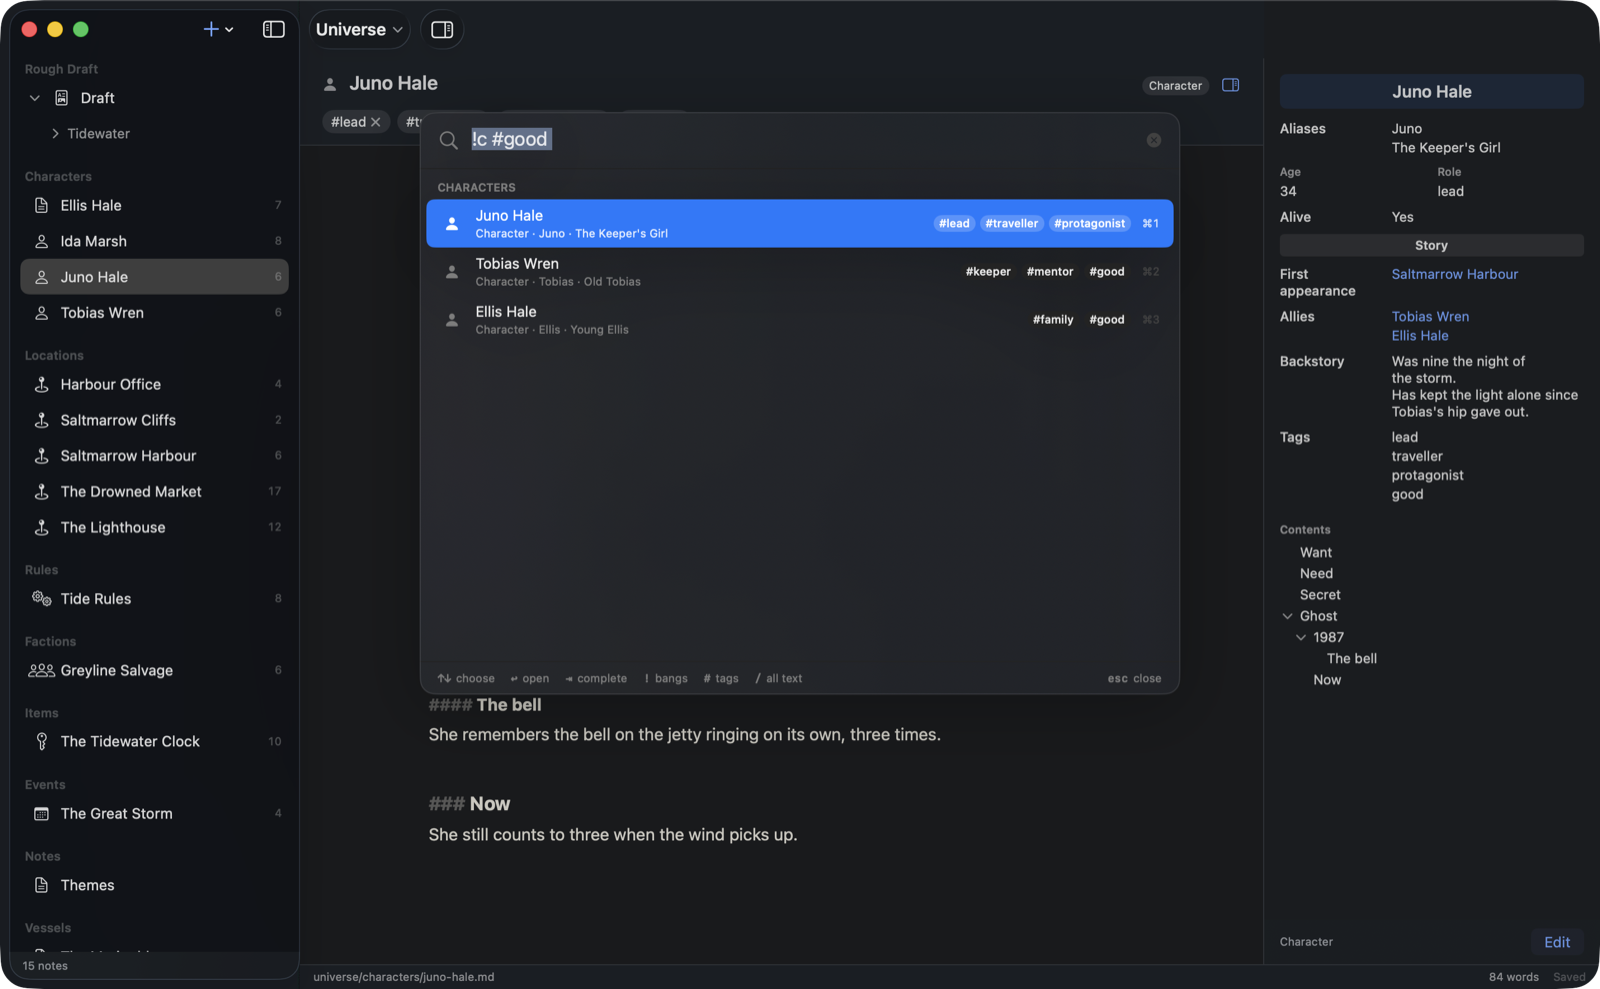 Rough Draft
Draft
Tidewater
Characters
Ellis Hale 7
Ida Marsh 8
Juno Hale 6
Tobias Wren 6
Locations
Harbour Office 4
Saltmarrow Cliffs 2
Saltmarrow Harbour 6
The Drowned Market 17
The Lighthouse 12
Rules
Tide Rules 8
Factions
Greyline Salvage 6
Items
The Tidewater Clock 10
Events
The Great Storm 4
Notes
Themes
Vessels
15 notes
Universe
Juno Hale
Character
#lead
!c #good
CHARACTERS
Juno Hale
Character · Juno · The Keeper's Girl
#lead #traveller #protagonist ⌘1
Tobias Wren
Character · Tobias · Old Tobias
#keeper #mentor #good ⌘2
Ellis Hale
Character · Ellis · Young Ellis
#family #good ⌘3
↑↓ choose ↵ open ⇥ complete ! bangs # tags / all text esc close
#### The bell
She remembers the bell on the jetty ringing on its own, three times.
### Now
She still counts to three when the wind picks up.
universe/characters/juno-hale.md
84 words Saved
Juno Hale
Aliases Juno
The Keeper's Girl
Age Role
34 lead
Alive Yes
Story
First appearance Saltmarrow Harbour
Allies Tobias Wren
Ellis Hale
Backstory Was nine the night of
the storm.
Has kept the light alone since
Tobias's hip gave out.
Tags lead
traveller
protagonist
good
Contents
Want
Need
Secret
Ghost
1987
The bell
Now
Character Edit